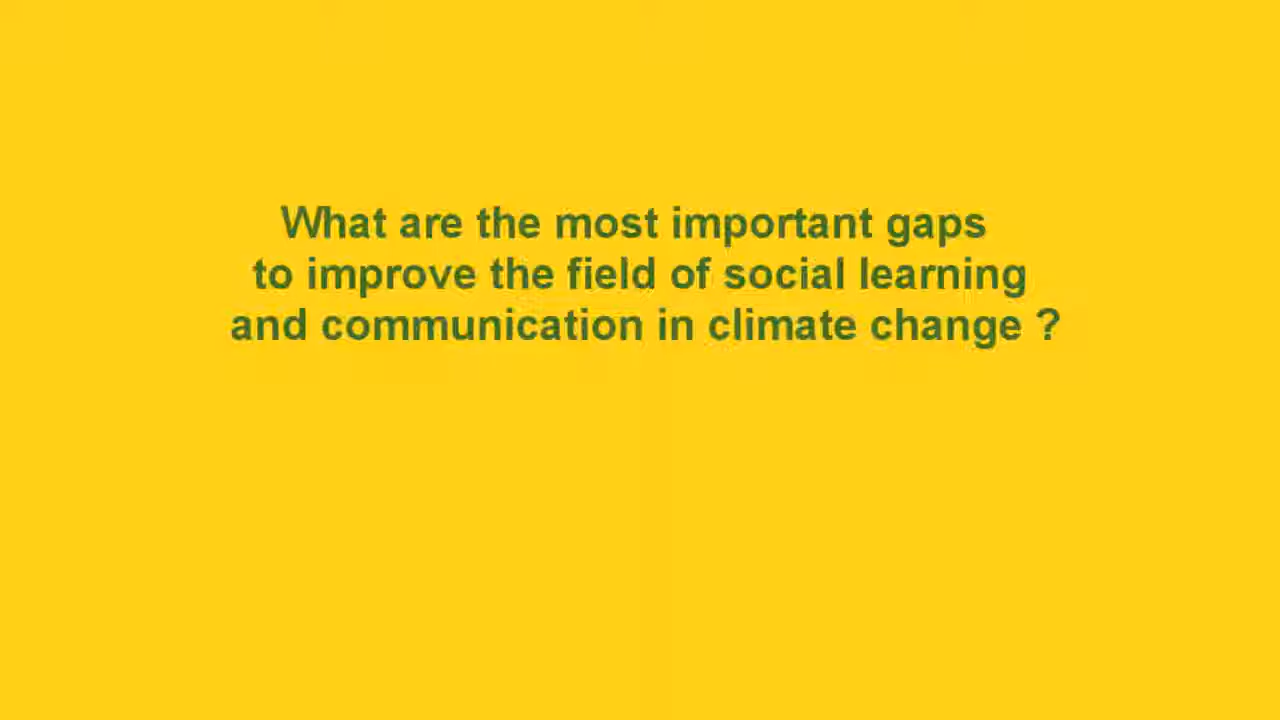 What are the most important gaps
to improve the field of social learning
and communication in climate change ?